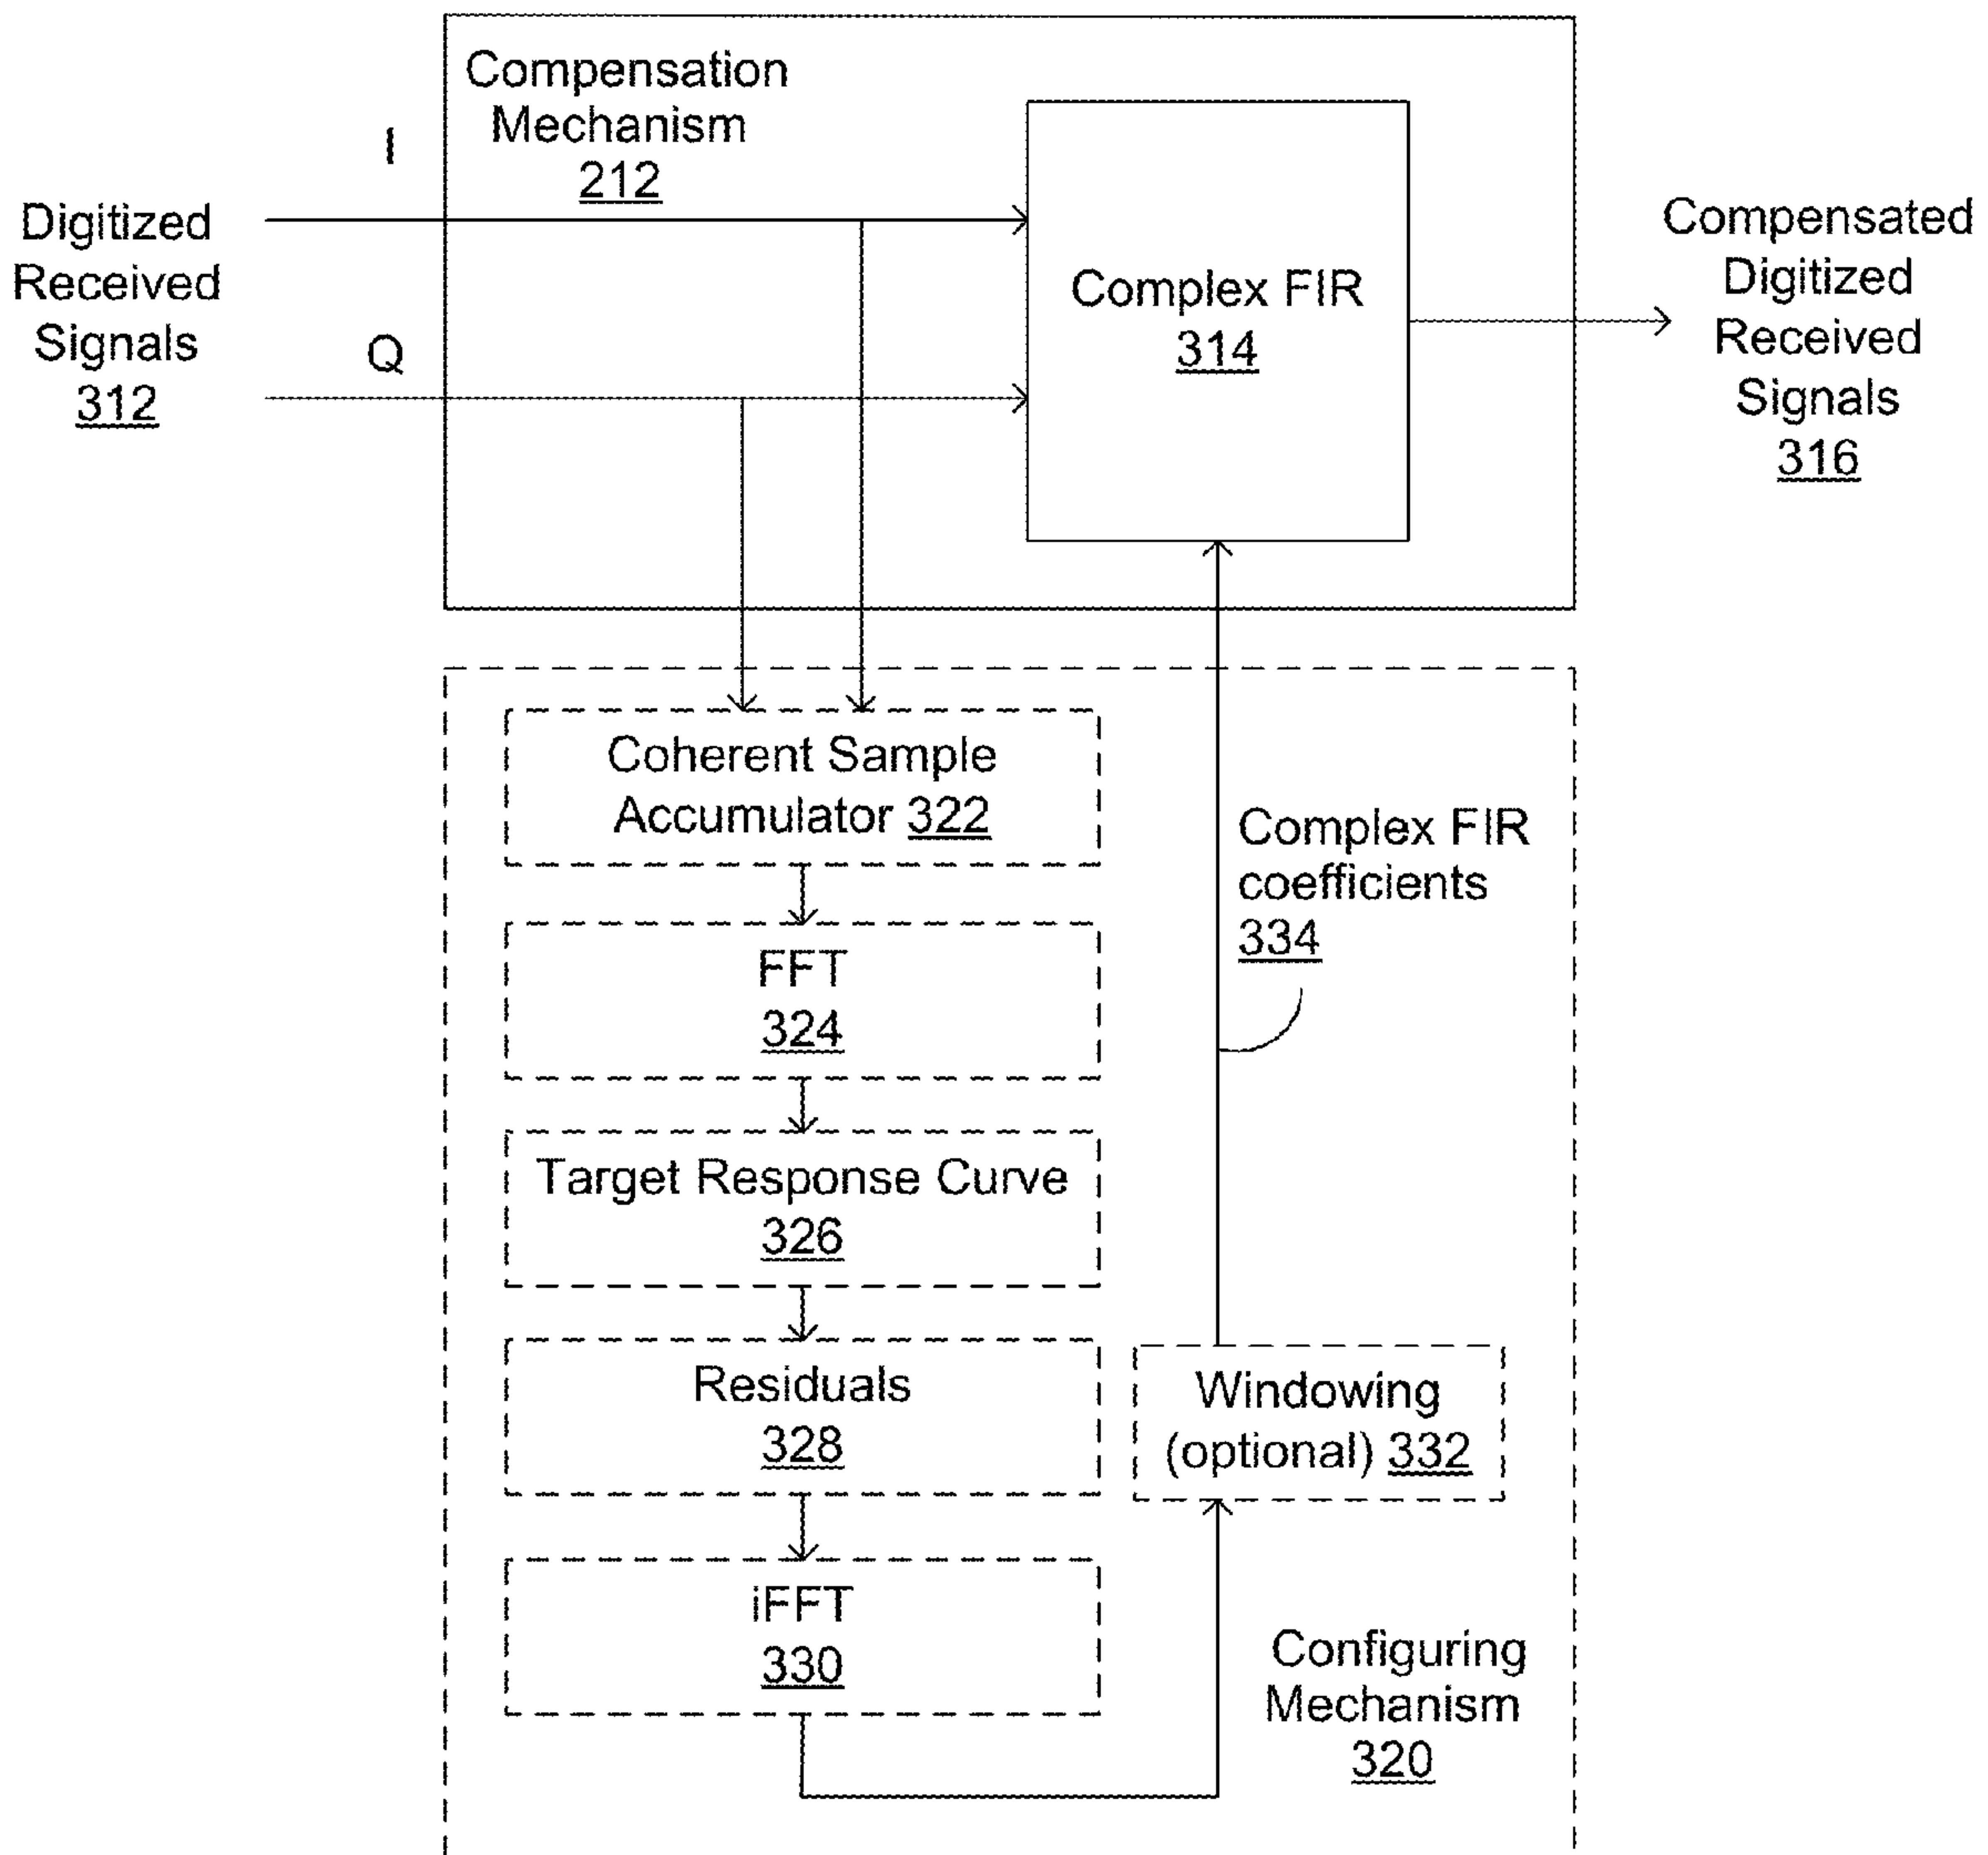 Compensation
Mechanism
212
I
Q
Digitized
Received
Signals
312
Complex FIR
314
Compensated
Digitized
Received
Signals
316
Coherent Sample
Accumulator 322
FFT
324
Target Response Curve
326
Residuals
328
iFFT
330
Complex FIR
coefficients
334
Windowing
(optional) 332
Configuring
Mechanism
320